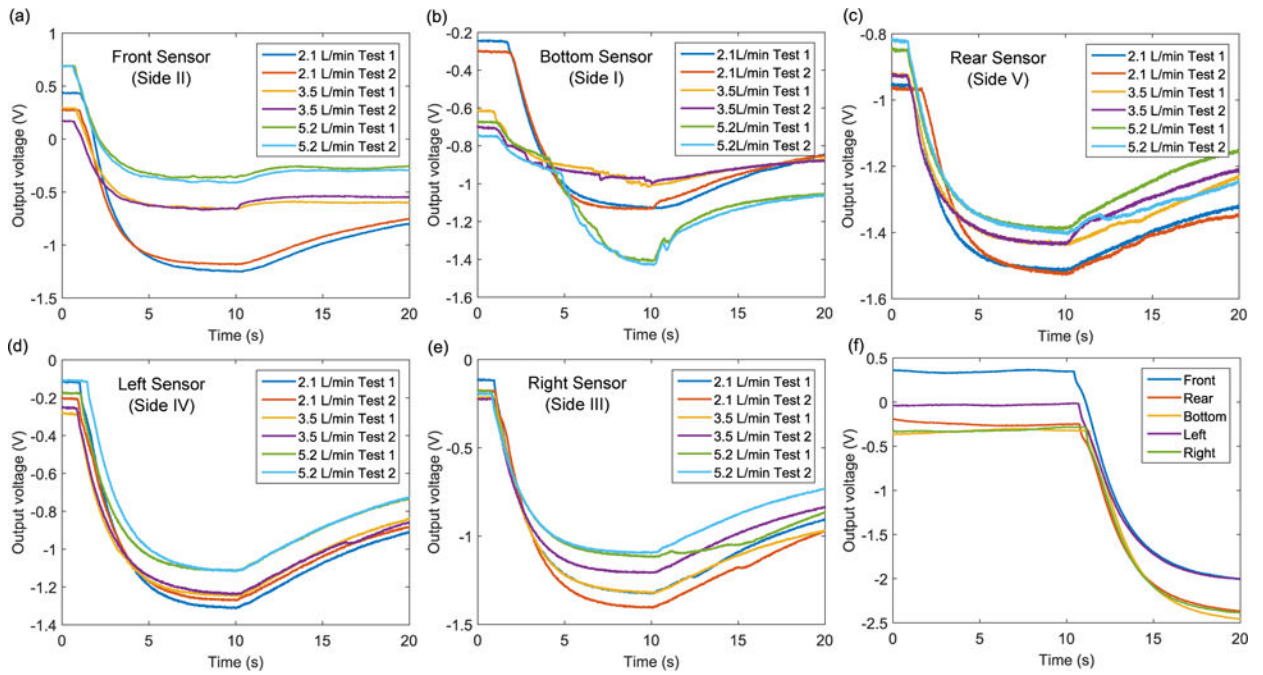 (a)
Front Sensor
(Side II)
2.1 L/min Test 1
2.1 L/min Test 2
3.5 L/min Test 1
3.5 L/min Test 2
5.2 L/min Test 1
5.2 L/min Test 2
Output voltage (V)
1
0.5
0
-0.5
-1
-1.5
0
5
10
15
20
Time (s)
(b)
Bottom Sensor
(Side I)
2.1L/min Test 1
2.1L/min Test 2
3.5L/min Test 1
3.5L/min Test 2
5.2L/min Test 1
5.2L/min Test 2
Output voltage (V)
-0.2
-0.4
-0.6
-0.8
-1.0
-1.2
-1.4
-1.6
0
5
10
15
20
Time (s)
(c)
Rear Sensor
(Side V)
2.1 L/min Test 1
2.1 L/min Test 2
3.5 L/min Test 1
3.5 L/min Test 2
5.2 L/min Test 1
5.2 L/min Test 2
Output voltage (V)
-0.8
-1
-1.2
-1.4
-1.6
0
5
10
15
20
Time (s)
(d)
Left Sensor
(Side IV)
2.1 L/min Test 1
2.1 L/min Test 2
3.5 L/min Test 1
3.5 L/min Test 2
5.2 L/min Test 1
5.2 L/min Test 2
Output voltage (V)
0
-0.2
-0.4
-0.6
-0.8
-1.0
-1.2
-1.4
0
5
10
15
20
Time (s)
(e)
Right Sensor
(Side III)
2.1 L/min Test 1
2.1 L/min Test 2
3.5 L/min Test 1
3.5 L/min Test 2
5.2 L/min Test 1
5.2 L/min Test 2
Output voltage (V)
0
-0.5
-1
-1.5
0
5
10
15
20
Time (s)
(f)
Front
Rear
Bottom
Left
Right
Output voltage (V)
0.5
0
-0.5
-1
-1.5
-2
-2.5
0
5
10
15
20
Time (s)